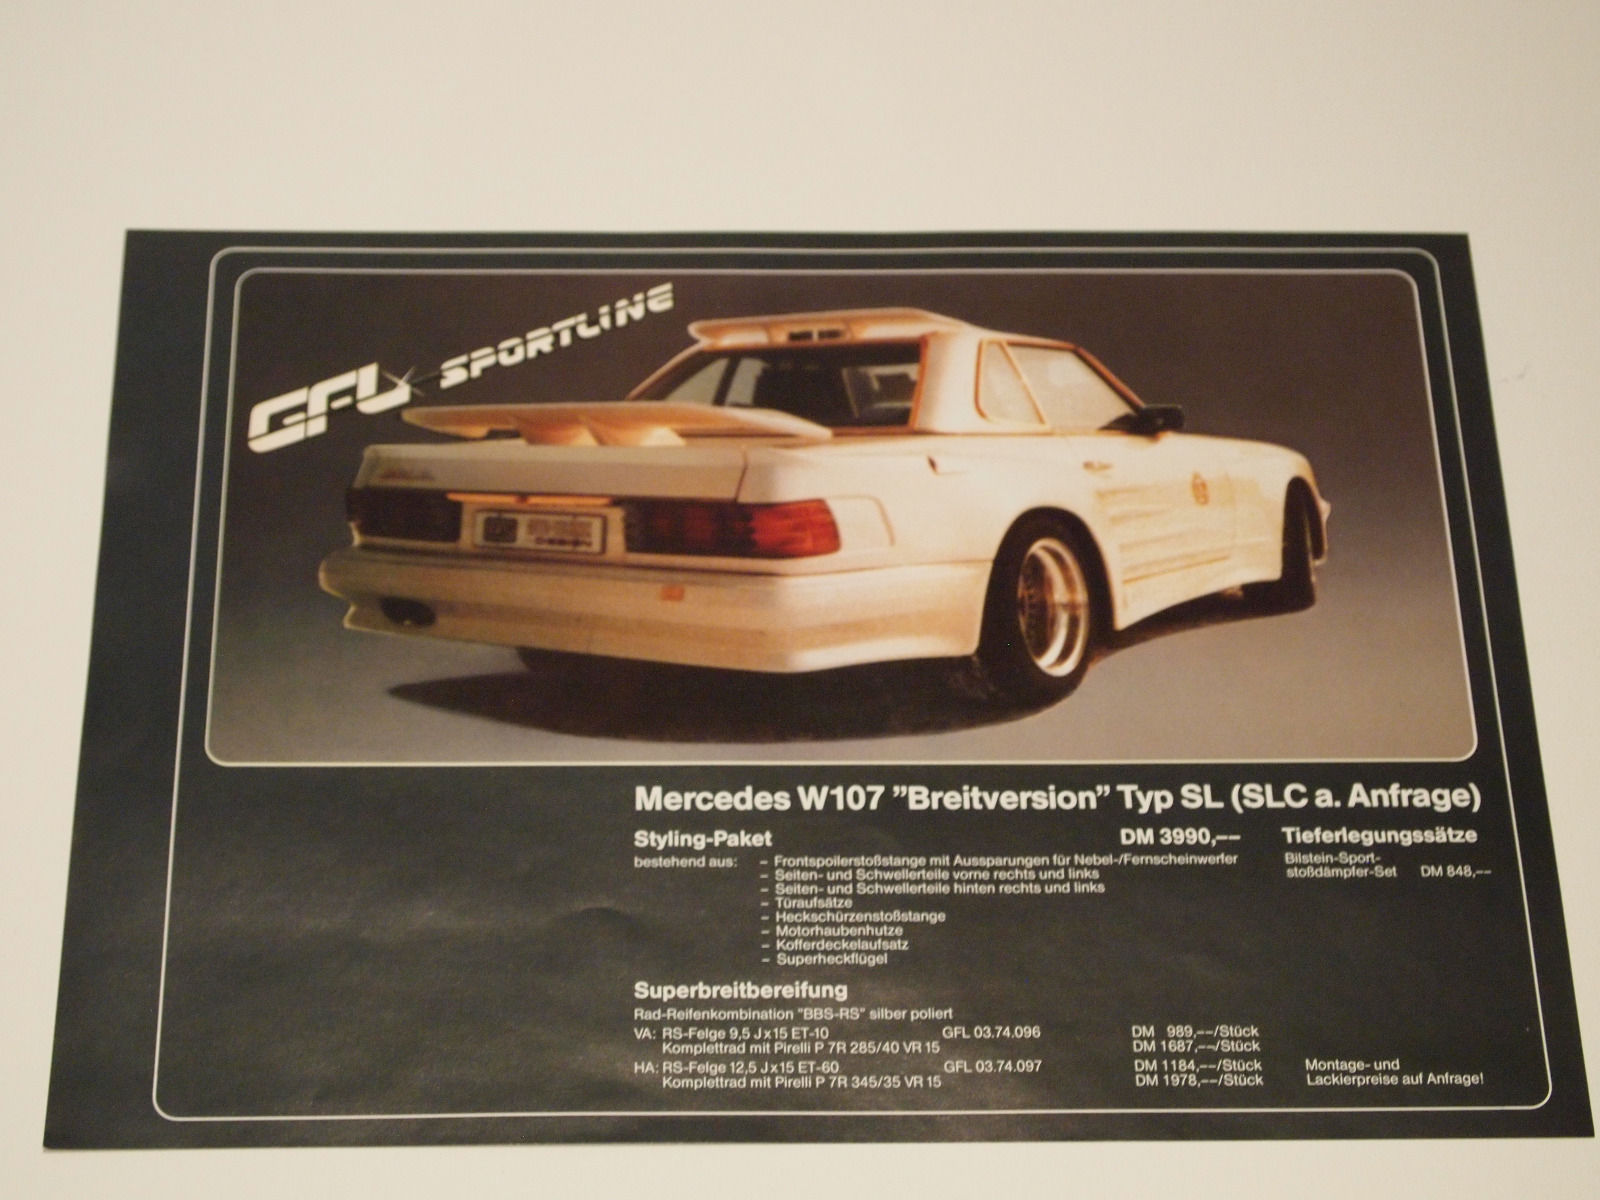 GFL SPORTLINE
Mercedes W107 "Breitversion" Typ SL (SLC a. Anfrage)
Styling-Paket DM 3990,––
bestehend aus: – Frontspoilerstoßstange mit Aussparungen für Nebel-/Fernscheinwerfer
– Seiten- und Schwellerteile vorne rechts und links
– Seiten- und Schwellerteile hinten rechts und links
– Türaufsätze
– Heckschürzenstoßstange
– Motorhaubenhutze
– Kofferdeckelaufsatz
– Superheckflügel
Tieferlegungssätze
Bilstein-Sport-
stoßdämpfer-Set DM 848,––
Superbreitbereifung
Rad-Reifenkombination "BBS-RS" silber poliert
VA: RS-Felge 9,5 J x 15 ET-10 GFL 03.74.096 DM 989,––/Stück
Komplettrad mit Pirelli P 7R 285/40 VR 15 DM 1687,––/Stück
HA: RS-Felge 12,5 J x 15 ET-60 GFL 03.74.097 DM 1184,––/Stück
Komplettrad mit Pirelli P 7R 345/35 VR 15 DM 1978,––/Stück
Montage- und
Lackierpreise auf Anfrage!